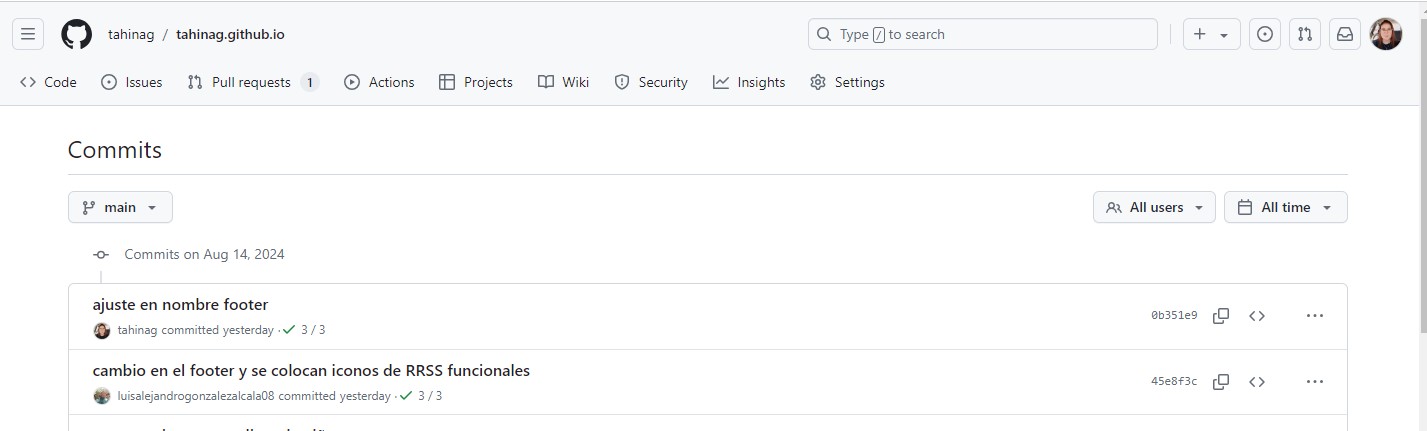 tahinag / tahinag.github.io
Type / to search
Code Issues Pull requests 1 Actions Projects Wiki Security Insights Settings
Commits
main All users All time
Commits on Aug 14, 2024
ajuste en nombre footer
tahinag committed yesterday · 3 / 3
0b351e9
cambio en el footer y se colocan iconos de RRSS funcionales
luisalejandrogonzalezalcala08 committed yesterday · 3 / 3
45e8f3c